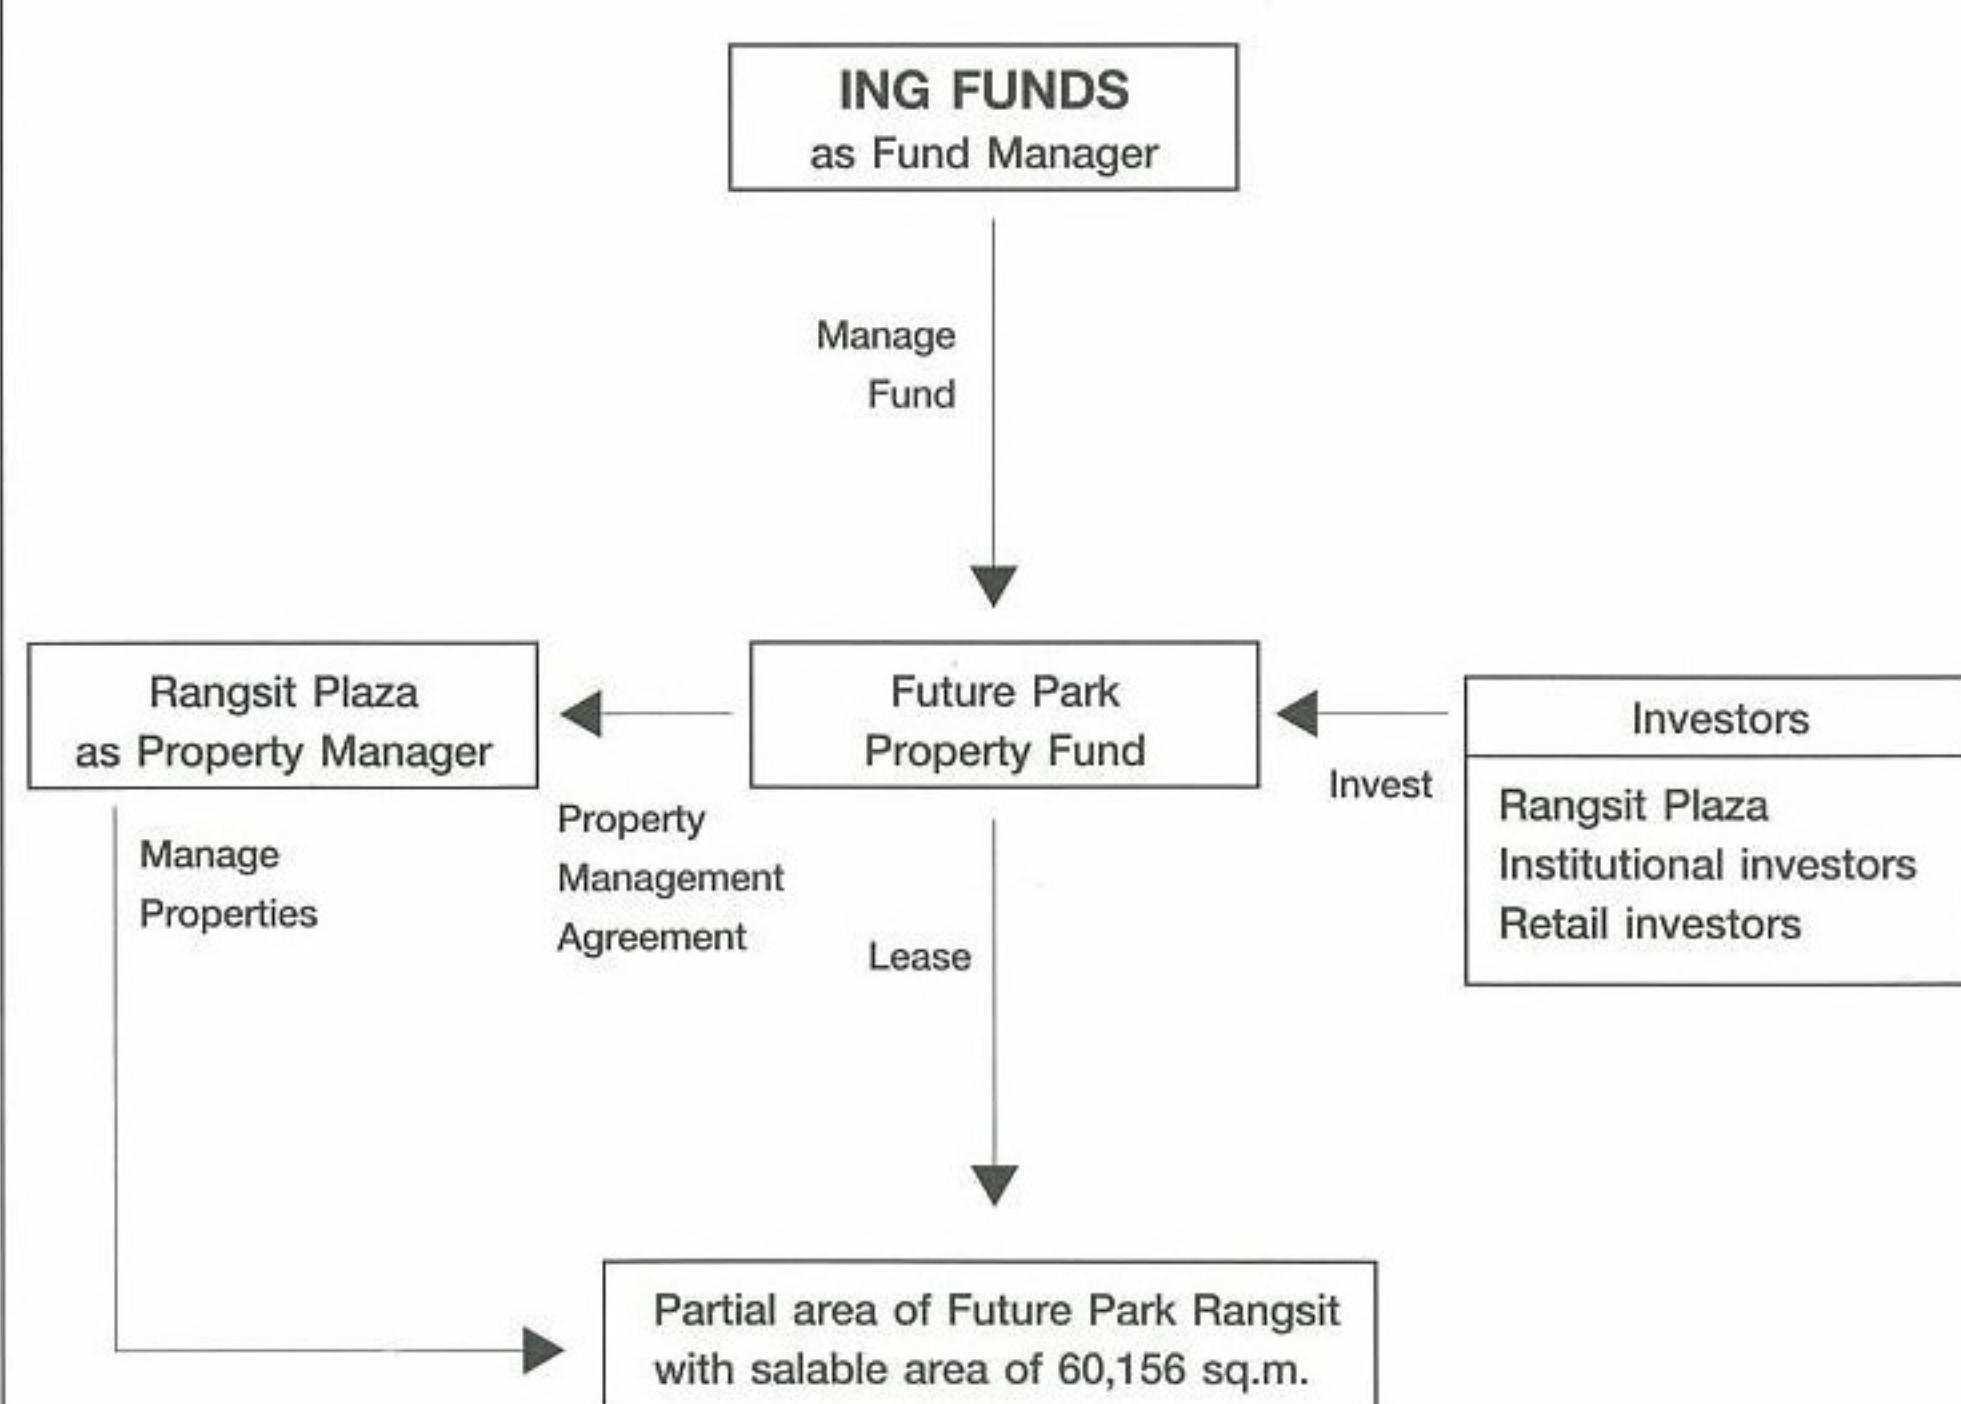 ING FUNDS
as Fund Manager
Manage
Fund
Rangsit Plaza
as Property Manager
Future Park
Property Fund
Investors
Rangsit Plaza
Institutional investors
Retail investors
Invest
Property
Management
Agreement
Manage
Properties
Lease
Partial area of Future Park Rangsit
with salable area of 60,156 sq.m.